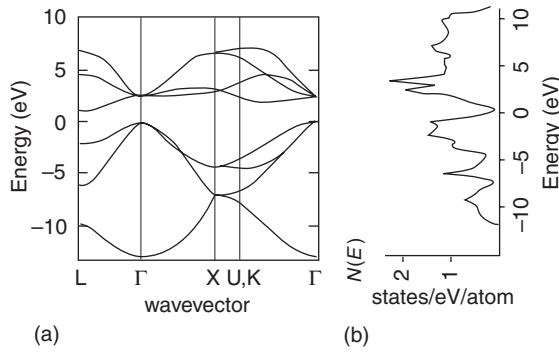 10
5
0
−5
−10
Energy (eV)
L Γ X U,K Γ
wavevector
(a)
10
5
0
−5
−10
Energy (eV)
N(E)
2 1
states/eV/atom
(b)